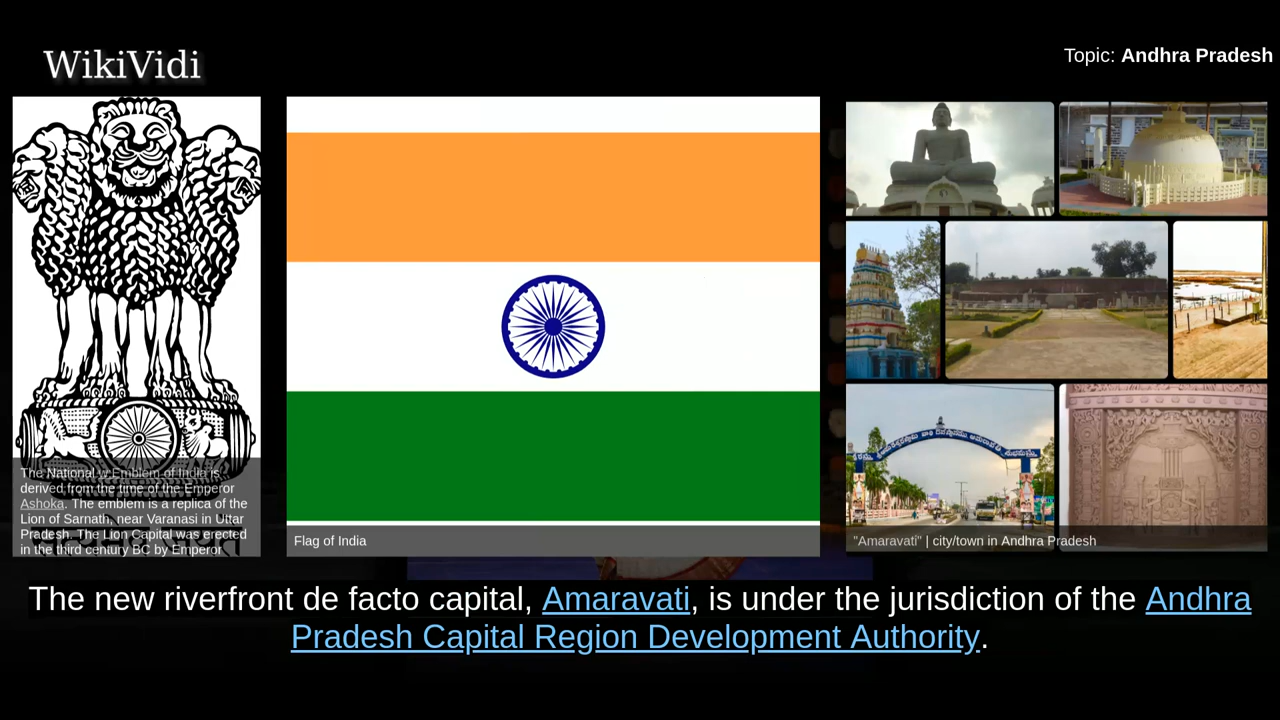 WikiVidi
Topic: Andhra Pradesh
The National w:Emblem of India is
derived from the time of the Emperor
Ashoka. The emblem is a replica of the
Lion of Sarnath, near Varanasi in Uttar
Pradesh. The Lion Capital was erected
in the third century BC by Emperor
Flag of India
"Amaravati" | city/town in Andhra Pradesh
The new riverfront de facto capital, Amaravati, is under the jurisdiction of the Andhra
Pradesh Capital Region Development Authority.